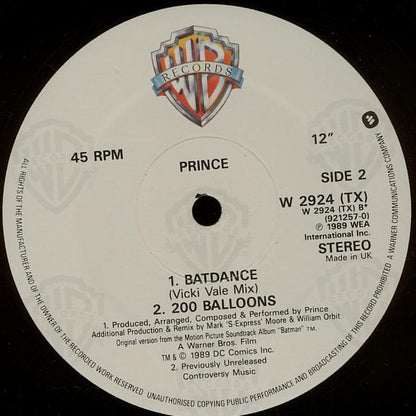 WB
RECORDS
45 RPM
PRINCE
12"
SIDE 2
W 2924 (TX)
W 2924 (TX) B*
(921257-0)
℗ 1989 WEA
International Inc.
STEREO
Made in UK
1. BATDANCE
(Vicki Vale Mix)
2. 200 BALLOONS
1. Produced, Arranged, Composed & Performed by Prince
Additional Production & Remix by Mark 'S-Express' Moore & William Orbit
Original version from the Motion Picture Soundtrack Album "Batman" ™
A Warner Bros. Film
™ & © 1989 DC Comics Inc.
2. Previously Unreleased
Controversy Music
ALL RIGHTS OF THE MANUFACTURER AND OF THE OWNER OF THE RECORDED WORK RESERVED UNAUTHORISED COPYING PUBLIC PERFORMANCE AND BROADCASTING OF THIS RECORD PROHIBITED A WARNER COMMUNICATIONS COMPANY